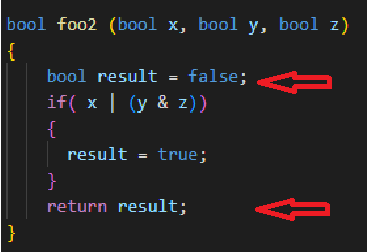 bool foo2 (bool x, bool y, bool z)
{
bool result = false;
if( x | (y & z))
{
result = true;
}
return result;
}